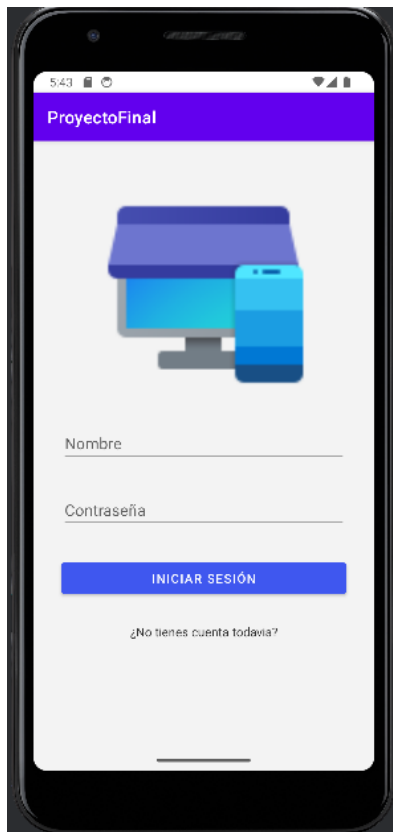 5:43
ProyectoFinal
Nombre
Contraseña
INICIAR SESIÓN
¿No tienes cuenta todavia?